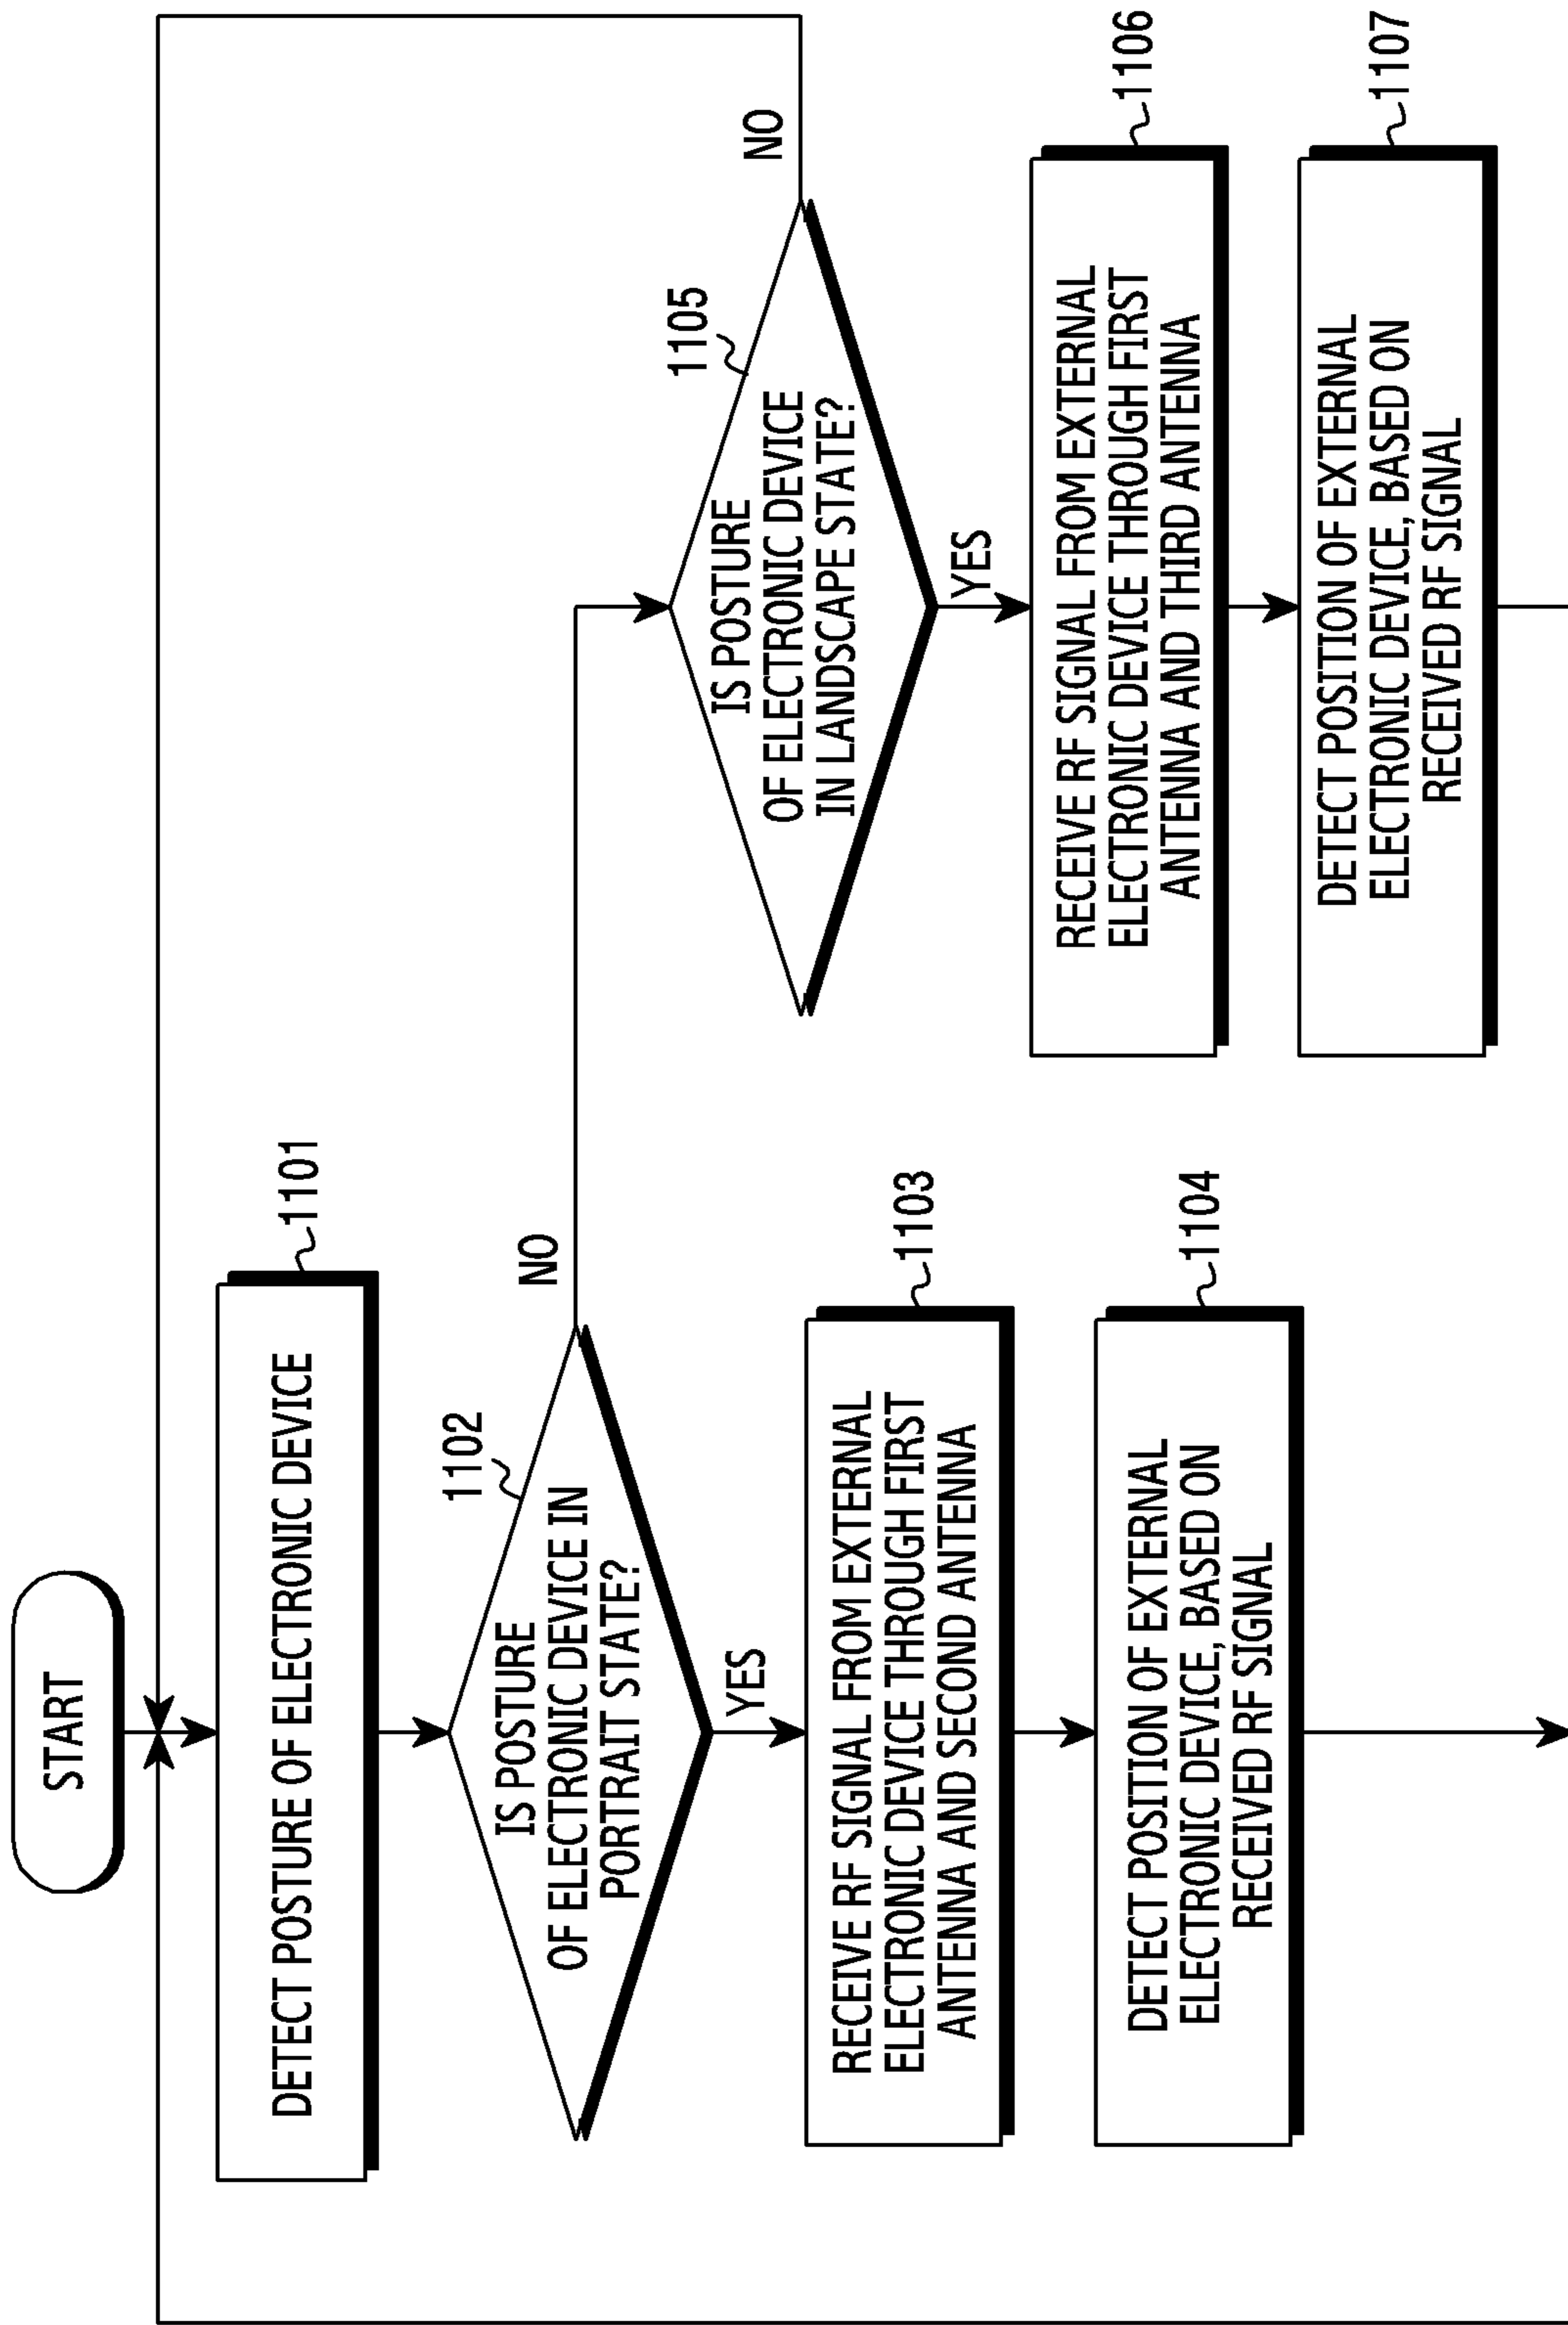 START
DETECT POSTURE OF ELECTRONIC DEVICE
1101
IS POSTURE
OF ELECTRONIC DEVICE IN
PORTRAIT STATE?
1102
NO
YES
RECEIVE RF SIGNAL FROM EXTERNAL
ELECTRONIC DEVICE THROUGH FIRST
ANTENNA AND SECOND ANTENNA
1103
DETECT POSITION OF EXTERNAL
ELECTRONIC DEVICE, BASED ON
RECEIVED RF SIGNAL
1104
IS POSTURE
OF ELECTRONIC DEVICE
IN LANDSCAPE STATE?
1105
NO
YES
RECEIVE RF SIGNAL FROM EXTERNAL
ELECTRONIC DEVICE THROUGH FIRST
ANTENNA AND THIRD ANTENNA
1106
DETECT POSITION OF EXTERNAL
ELECTRONIC DEVICE, BASED ON
RECEIVED RF SIGNAL
1107